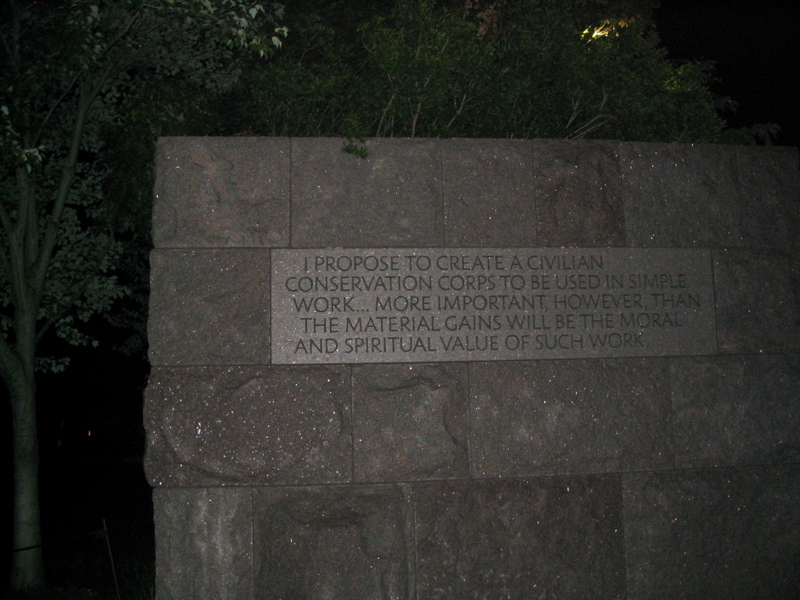 I PROPOSE TO CREATE A CIVILIAN
CONSERVATION CORPS TO BE USED IN SIMPLE
WORK... MORE IMPORTANT, HOWEVER, THAN
THE MATERIAL GAINS WILL BE THE MORAL
AND SPIRITUAL VALUE OF SUCH WORK.